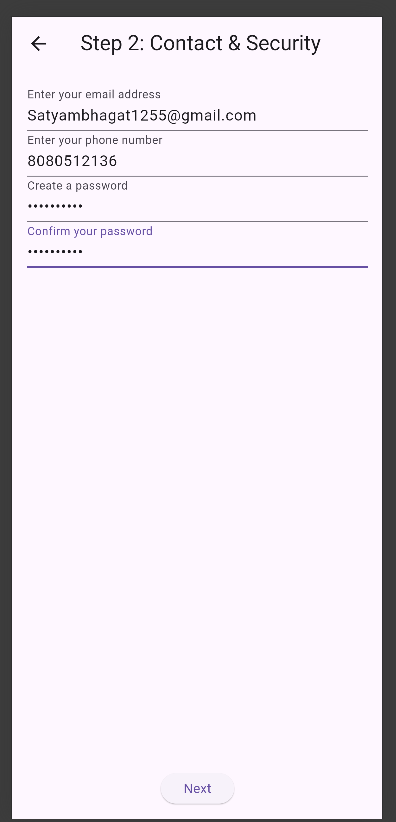 Step 2: Contact & Security
Enter your email address
Satyambhagat1255@gmail.com
Enter your phone number
8080512136
Create a password
••••••••••
Confirm your password
••••••••••
Next